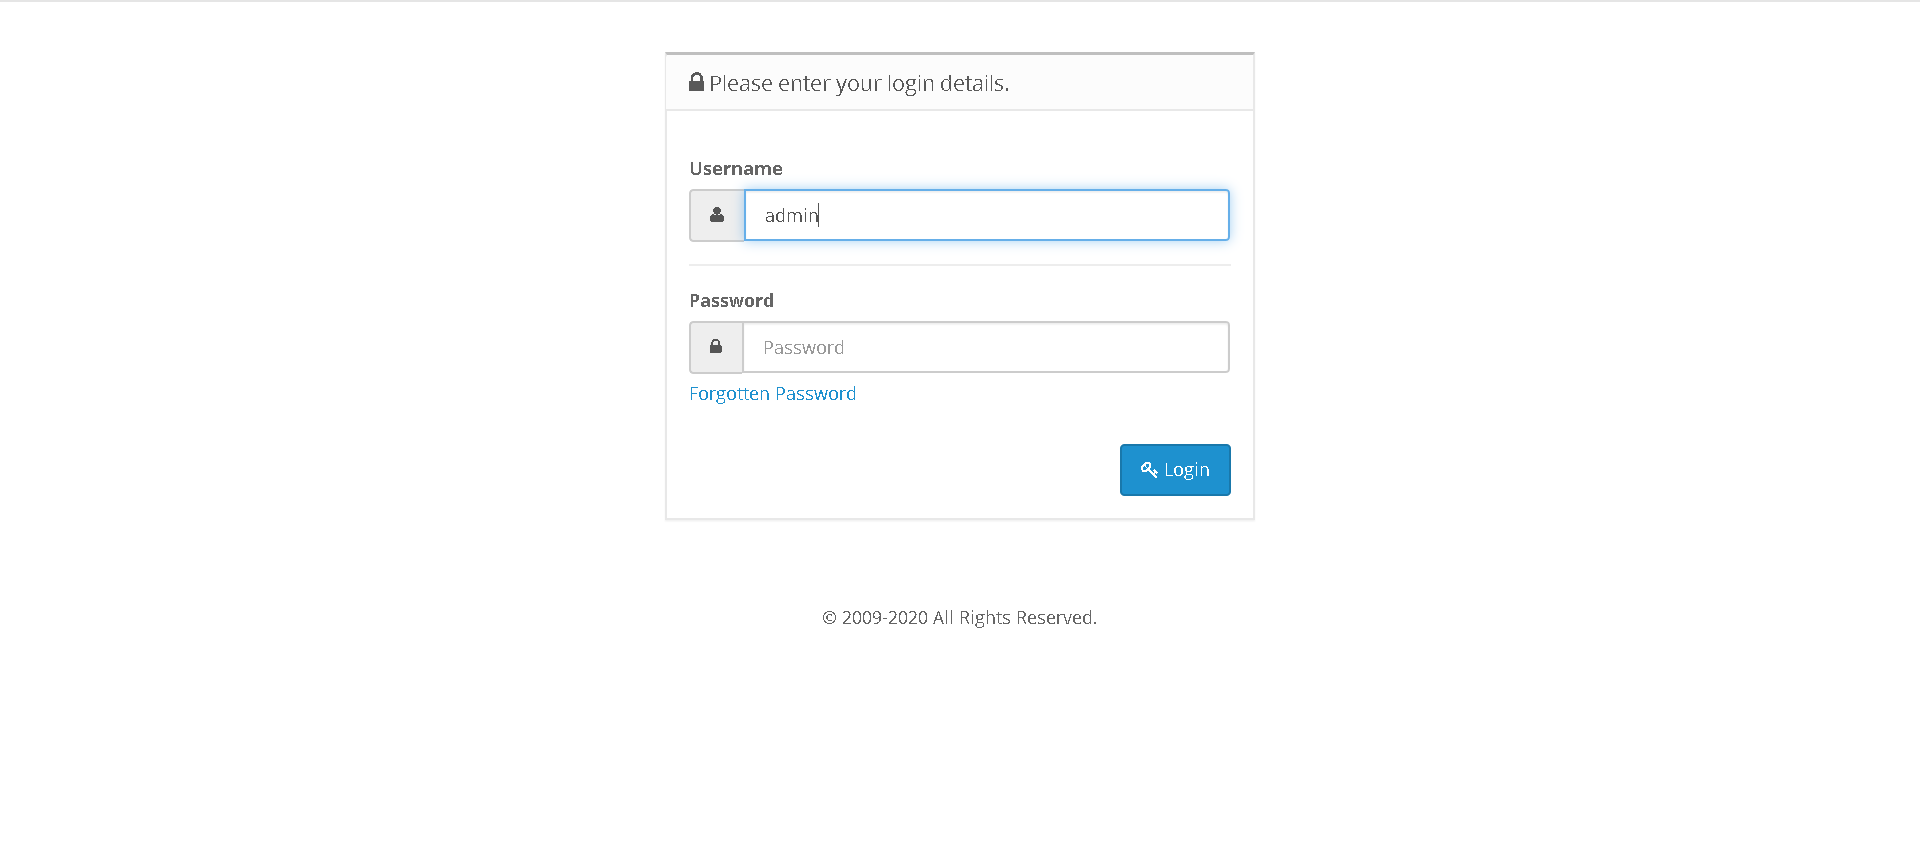 Please enter your login details.
Username
admin
Password
Password
Forgotten Password
Login
© 2009-2020 All Rights Reserved.